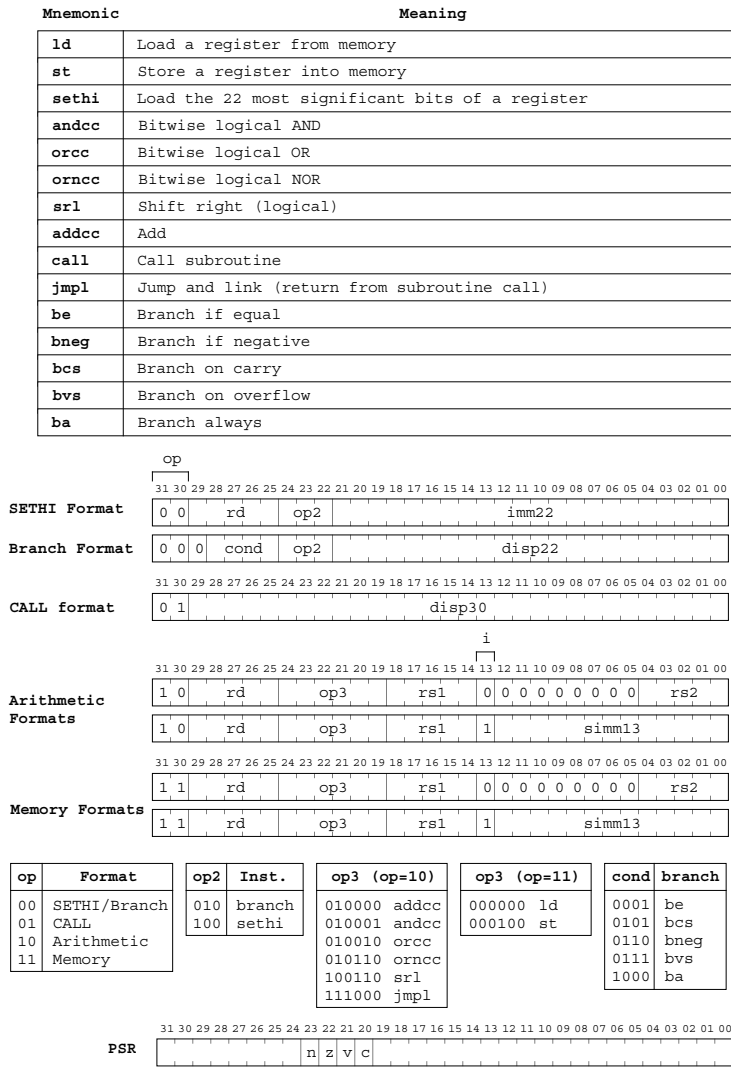 Mnemonic Meaning
ld Load a register from memory
st Store a register into memory
sethi Load the 22 most significant bits of a register
andcc Bitwise logical AND
orcc Bitwise logical OR
orncc Bitwise logical NOR
srl Shift right (logical)
addcc Add
call Call subroutine
jmpl Jump and link (return from subroutine call)
be Branch if equal
bneg Branch if negative
bcs Branch on carry
bvs Branch on overflow
ba Branch always
op
31 30 29 28 27 26 25 24 23 22 21 20 19 18 17 16 15 14 13 12 11 10 09 08 07 06 05 04 03 02 01 00
SETHI Format 0 0 rd op2 imm22
Branch Format 0 0 0 cond op2 disp22
31 30 29 28 27 26 25 24 23 22 21 20 19 18 17 16 15 14 13 12 11 10 09 08 07 06 05 04 03 02 01 00
CALL format 0 1 disp30
i
31 30 29 28 27 26 25 24 23 22 21 20 19 18 17 16 15 14 13 12 11 10 09 08 07 06 05 04 03 02 01 00
Arithmetic Formats
1 0 rd op3 rs1 0 0 0 0 0 0 0 0 0 rs2
1 0 rd op3 rs1 1 simm13
31 30 29 28 27 26 25 24 23 22 21 20 19 18 17 16 15 14 13 12 11 10 09 08 07 06 05 04 03 02 01 00
Memory Formats
1 1 rd op3 rs1 0 0 0 0 0 0 0 0 0 rs2
1 1 rd op3 rs1 1 simm13
op Format
00 SETHI/Branch
01 CALL
10 Arithmetic
11 Memory
op2 Inst.
010 branch
100 sethi
op3 (op=10)
010000 addcc
010001 andcc
010010 orcc
010110 orncc
100110 srl
111000 jmpl
op3 (op=11)
000000 ld
000100 st
cond branch
0001 be
0101 bcs
0110 bneg
0111 bvs
1000 ba
31 30 29 28 27 26 25 24 23 22 21 20 19 18 17 16 15 14 13 12 11 10 09 08 07 06 05 04 03 02 01 00
PSR n z v c